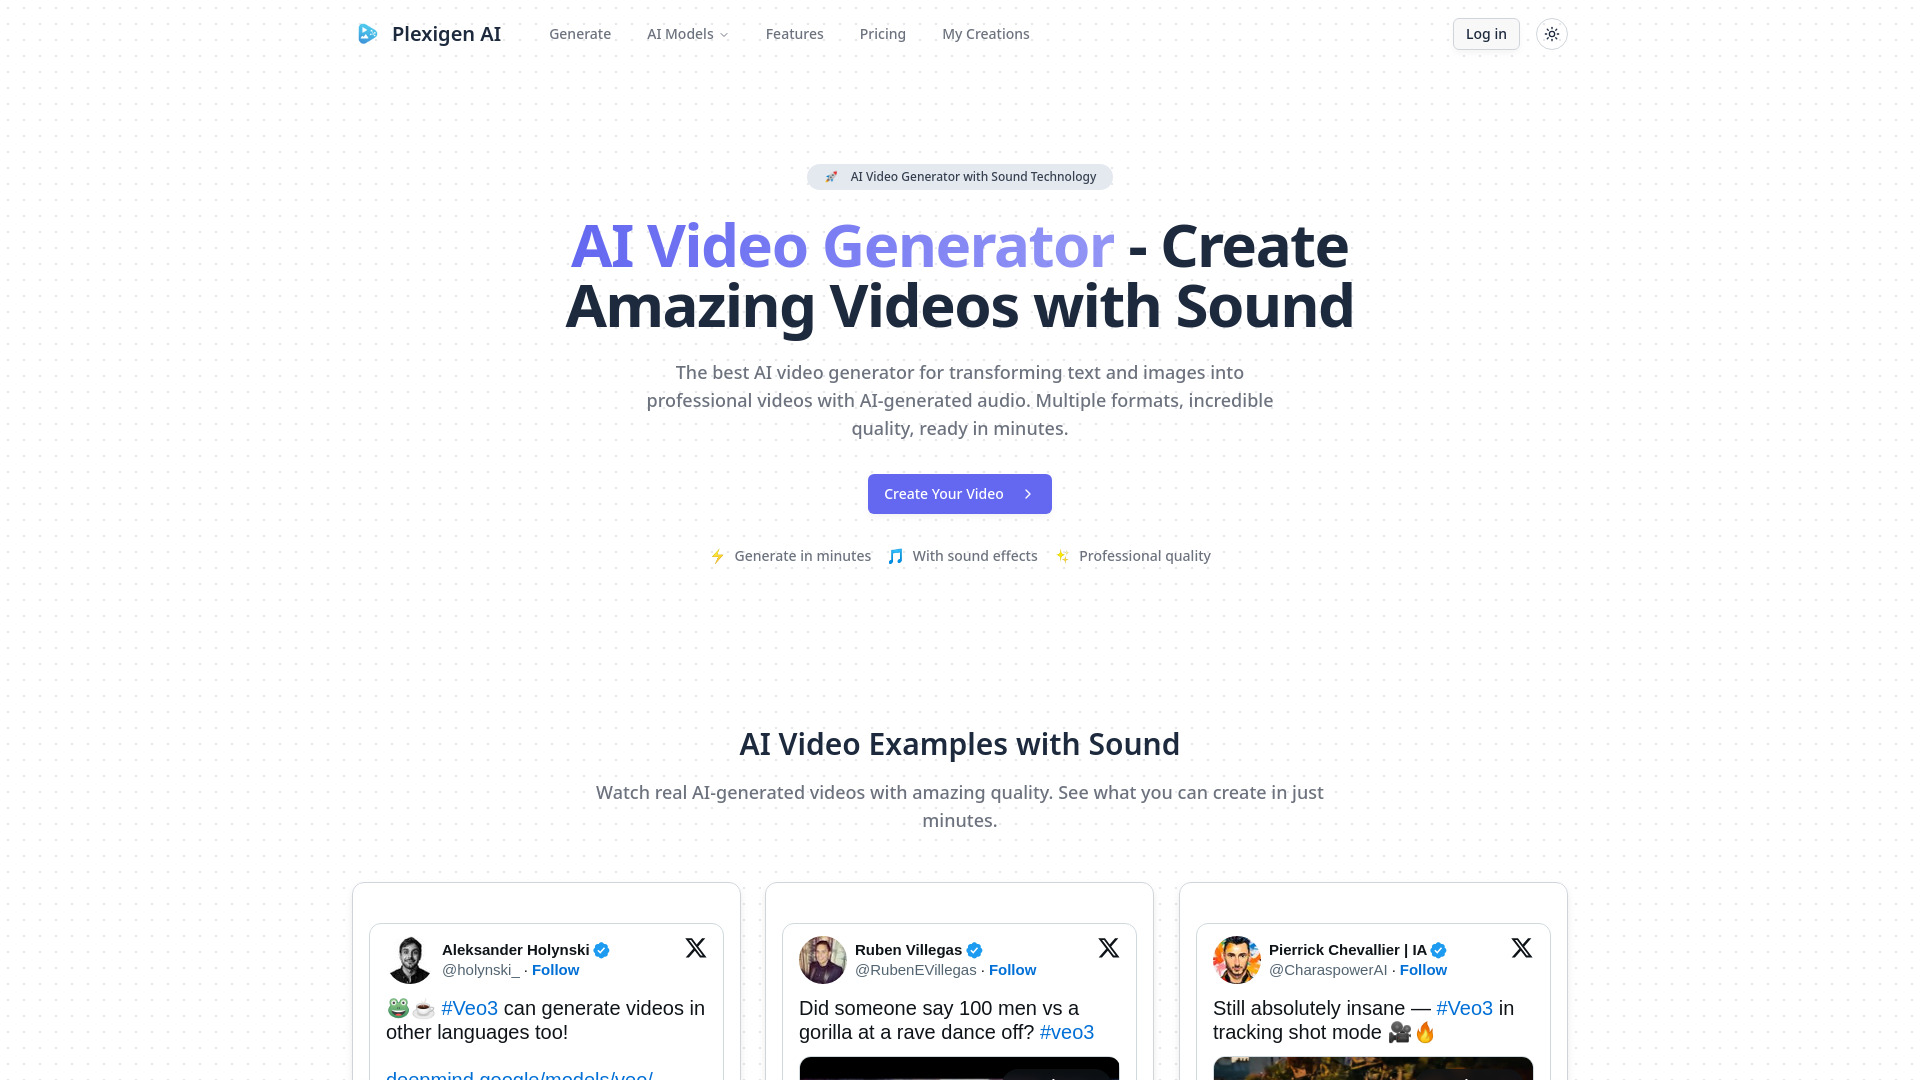 Plexigen AI
Generate
AI Models
Features
Pricing
My Creations
Log in
🚀 AI Video Generator with Sound Technology
AI Video Generator - Create
Amazing Videos with Sound
The best AI video generator for transforming text and images into
professional videos with AI-generated audio. Multiple formats, incredible
quality, ready in minutes.
Create Your Video
⚡ Generate in minutes
🎵 With sound effects
✨ Professional quality
AI Video Examples with Sound
Watch real AI-generated videos with amazing quality. See what you can create in just
minutes.
Aleksander Holynski
@holynski_ · Follow
🐸☕ #Veo3 can generate videos in
other languages too!
deepmind.google/models/veo/
Ruben Villegas
@RubenEVillegas · Follow
Did someone say 100 men vs a
gorilla at a rave dance off? #veo3
Pierrick Chevallier | IA
@CharaspowerAI · Follow
Still absolutely insane — #Veo3 in
tracking shot mode 🎥🔥